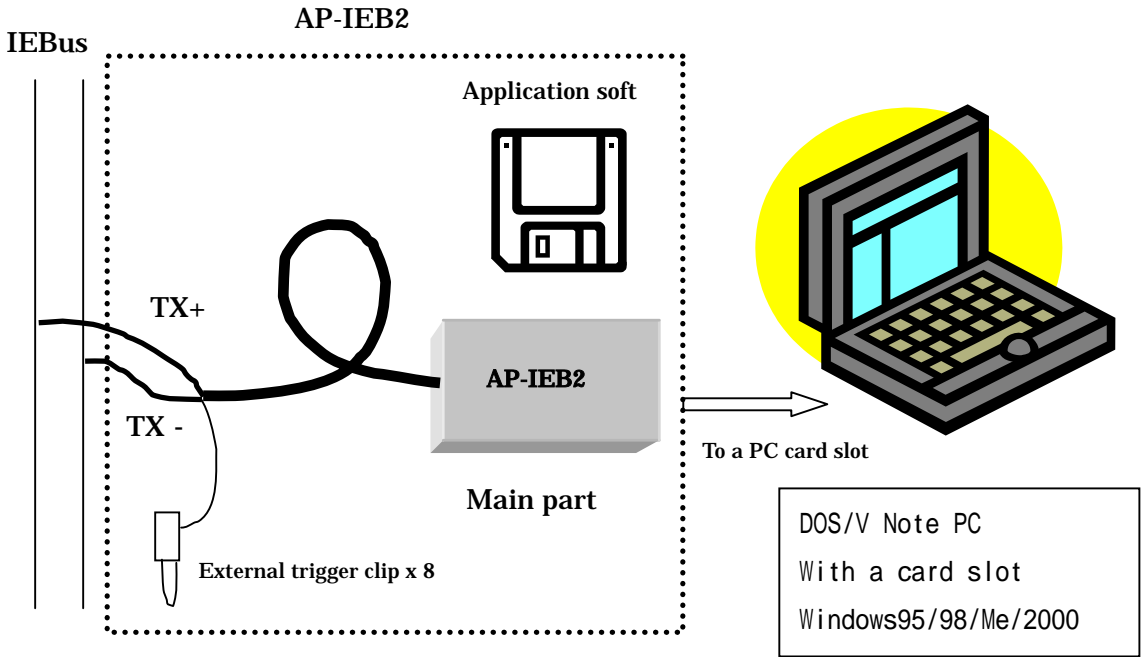 AP-IEB2
IEBus
Application soft
TX+
AP-IEB2
TX -
To a PC card slot
Main part
External trigger clip x 8
DOS/V Note PC
With a card slot
Windows95/98/Me/2000